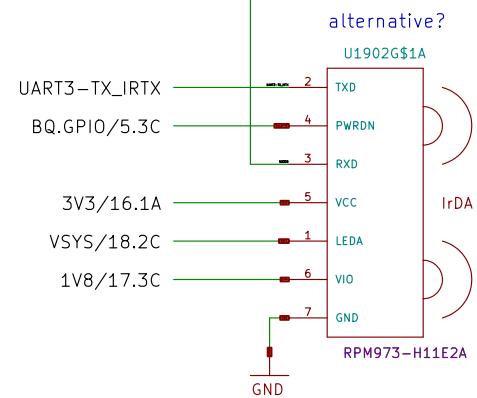 alternative?
U1902G$1A
UART3-TX_IRTX 2 TXD
BQ.GPIO/5.3C 4 PWRDN
3 RXD
3V3/16.1A 5 VCC IrDA
VSYS/18.2C 1 LEDA
1V8/17.3C 6 VIO
7 GND
RPM973-H11E2A
GND